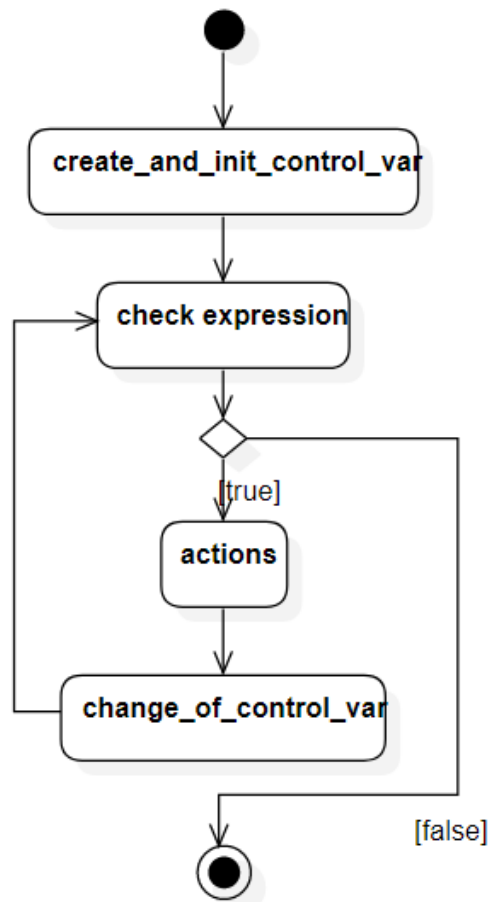 create_and_init_control_var
check expression
[true]
actions
change_of_control_var
[false]